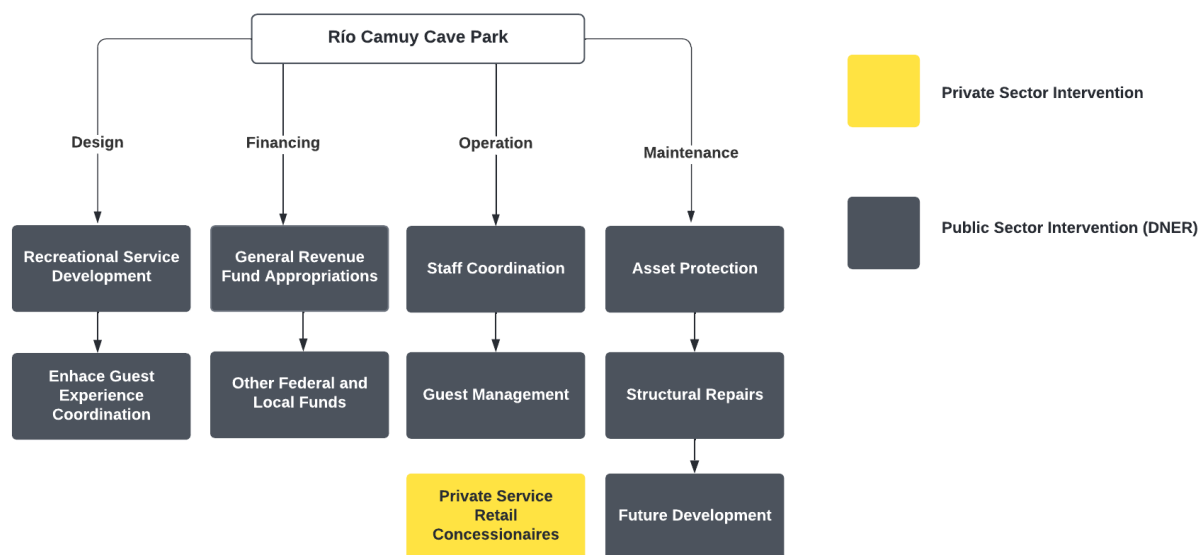 Río Camuy Cave Park
Private Sector Intervention
Design
Financing
Operation
Maintenance
Public Sector Intervention (DNER)
Recreational Service
Development
General Revenue
Fund Appropriations
Staff Coordination
Asset Protection
Enhace Guest
Experience
Coordination
Other Federal and
Local Funds
Guest Management
Structural Repairs
Private Service
Retail
Concessionaires
Future Development